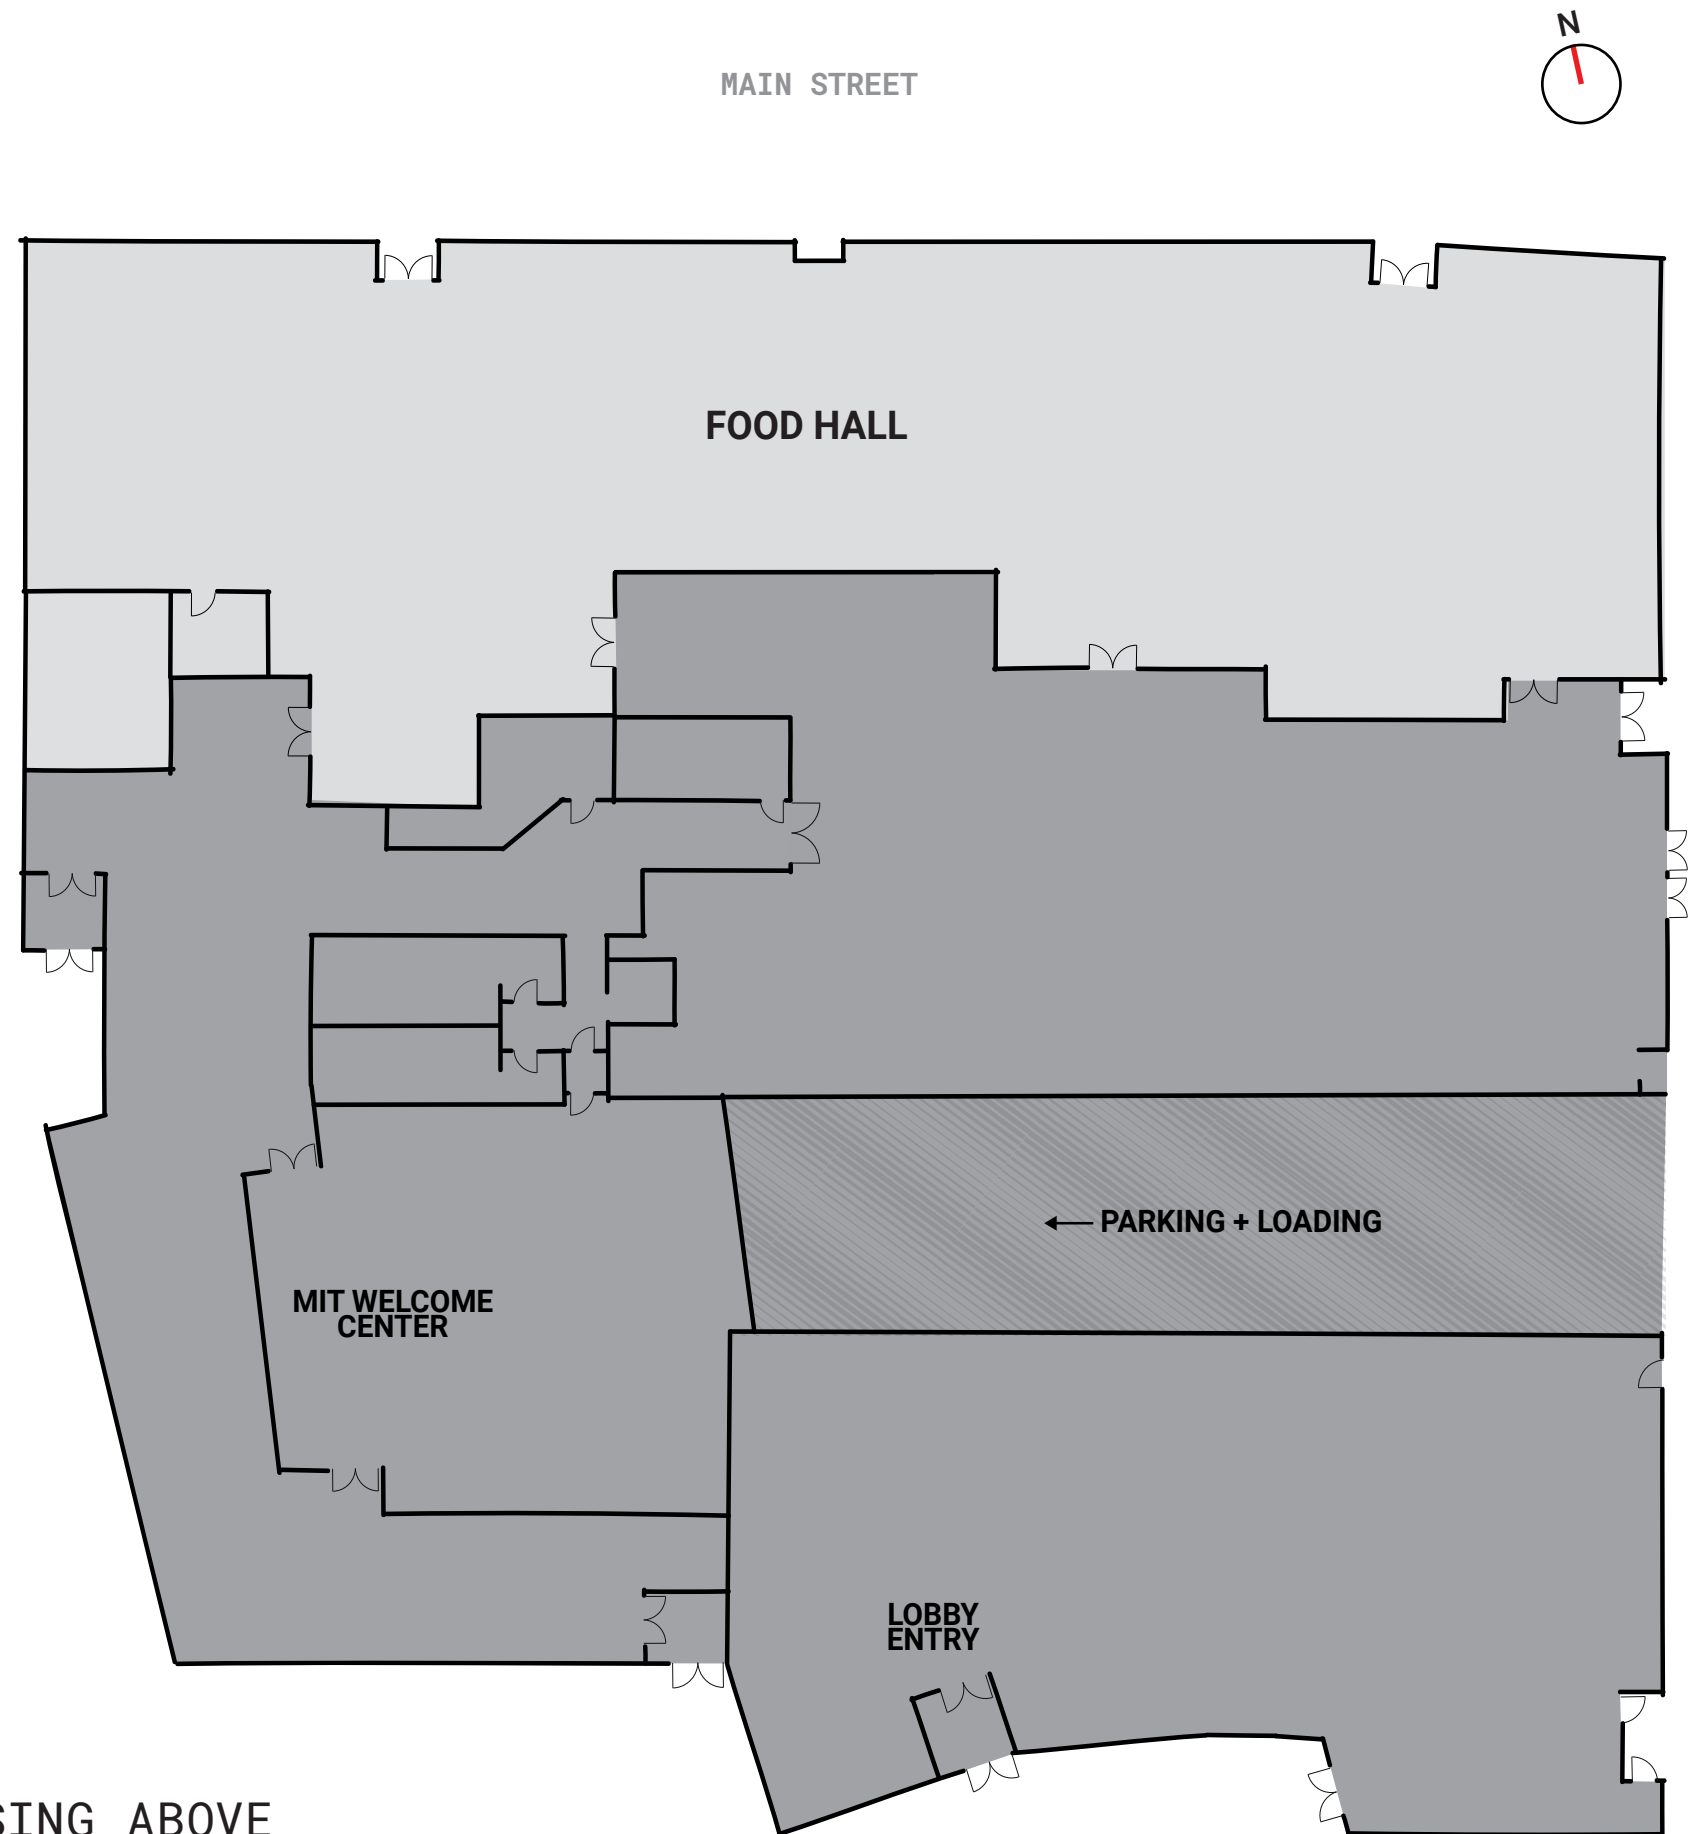 N
MAIN STREET
FOOD HALL
PARKING + LOADING
MIT WELCOME
CENTER
LOBBY
ENTRY
ABOVE